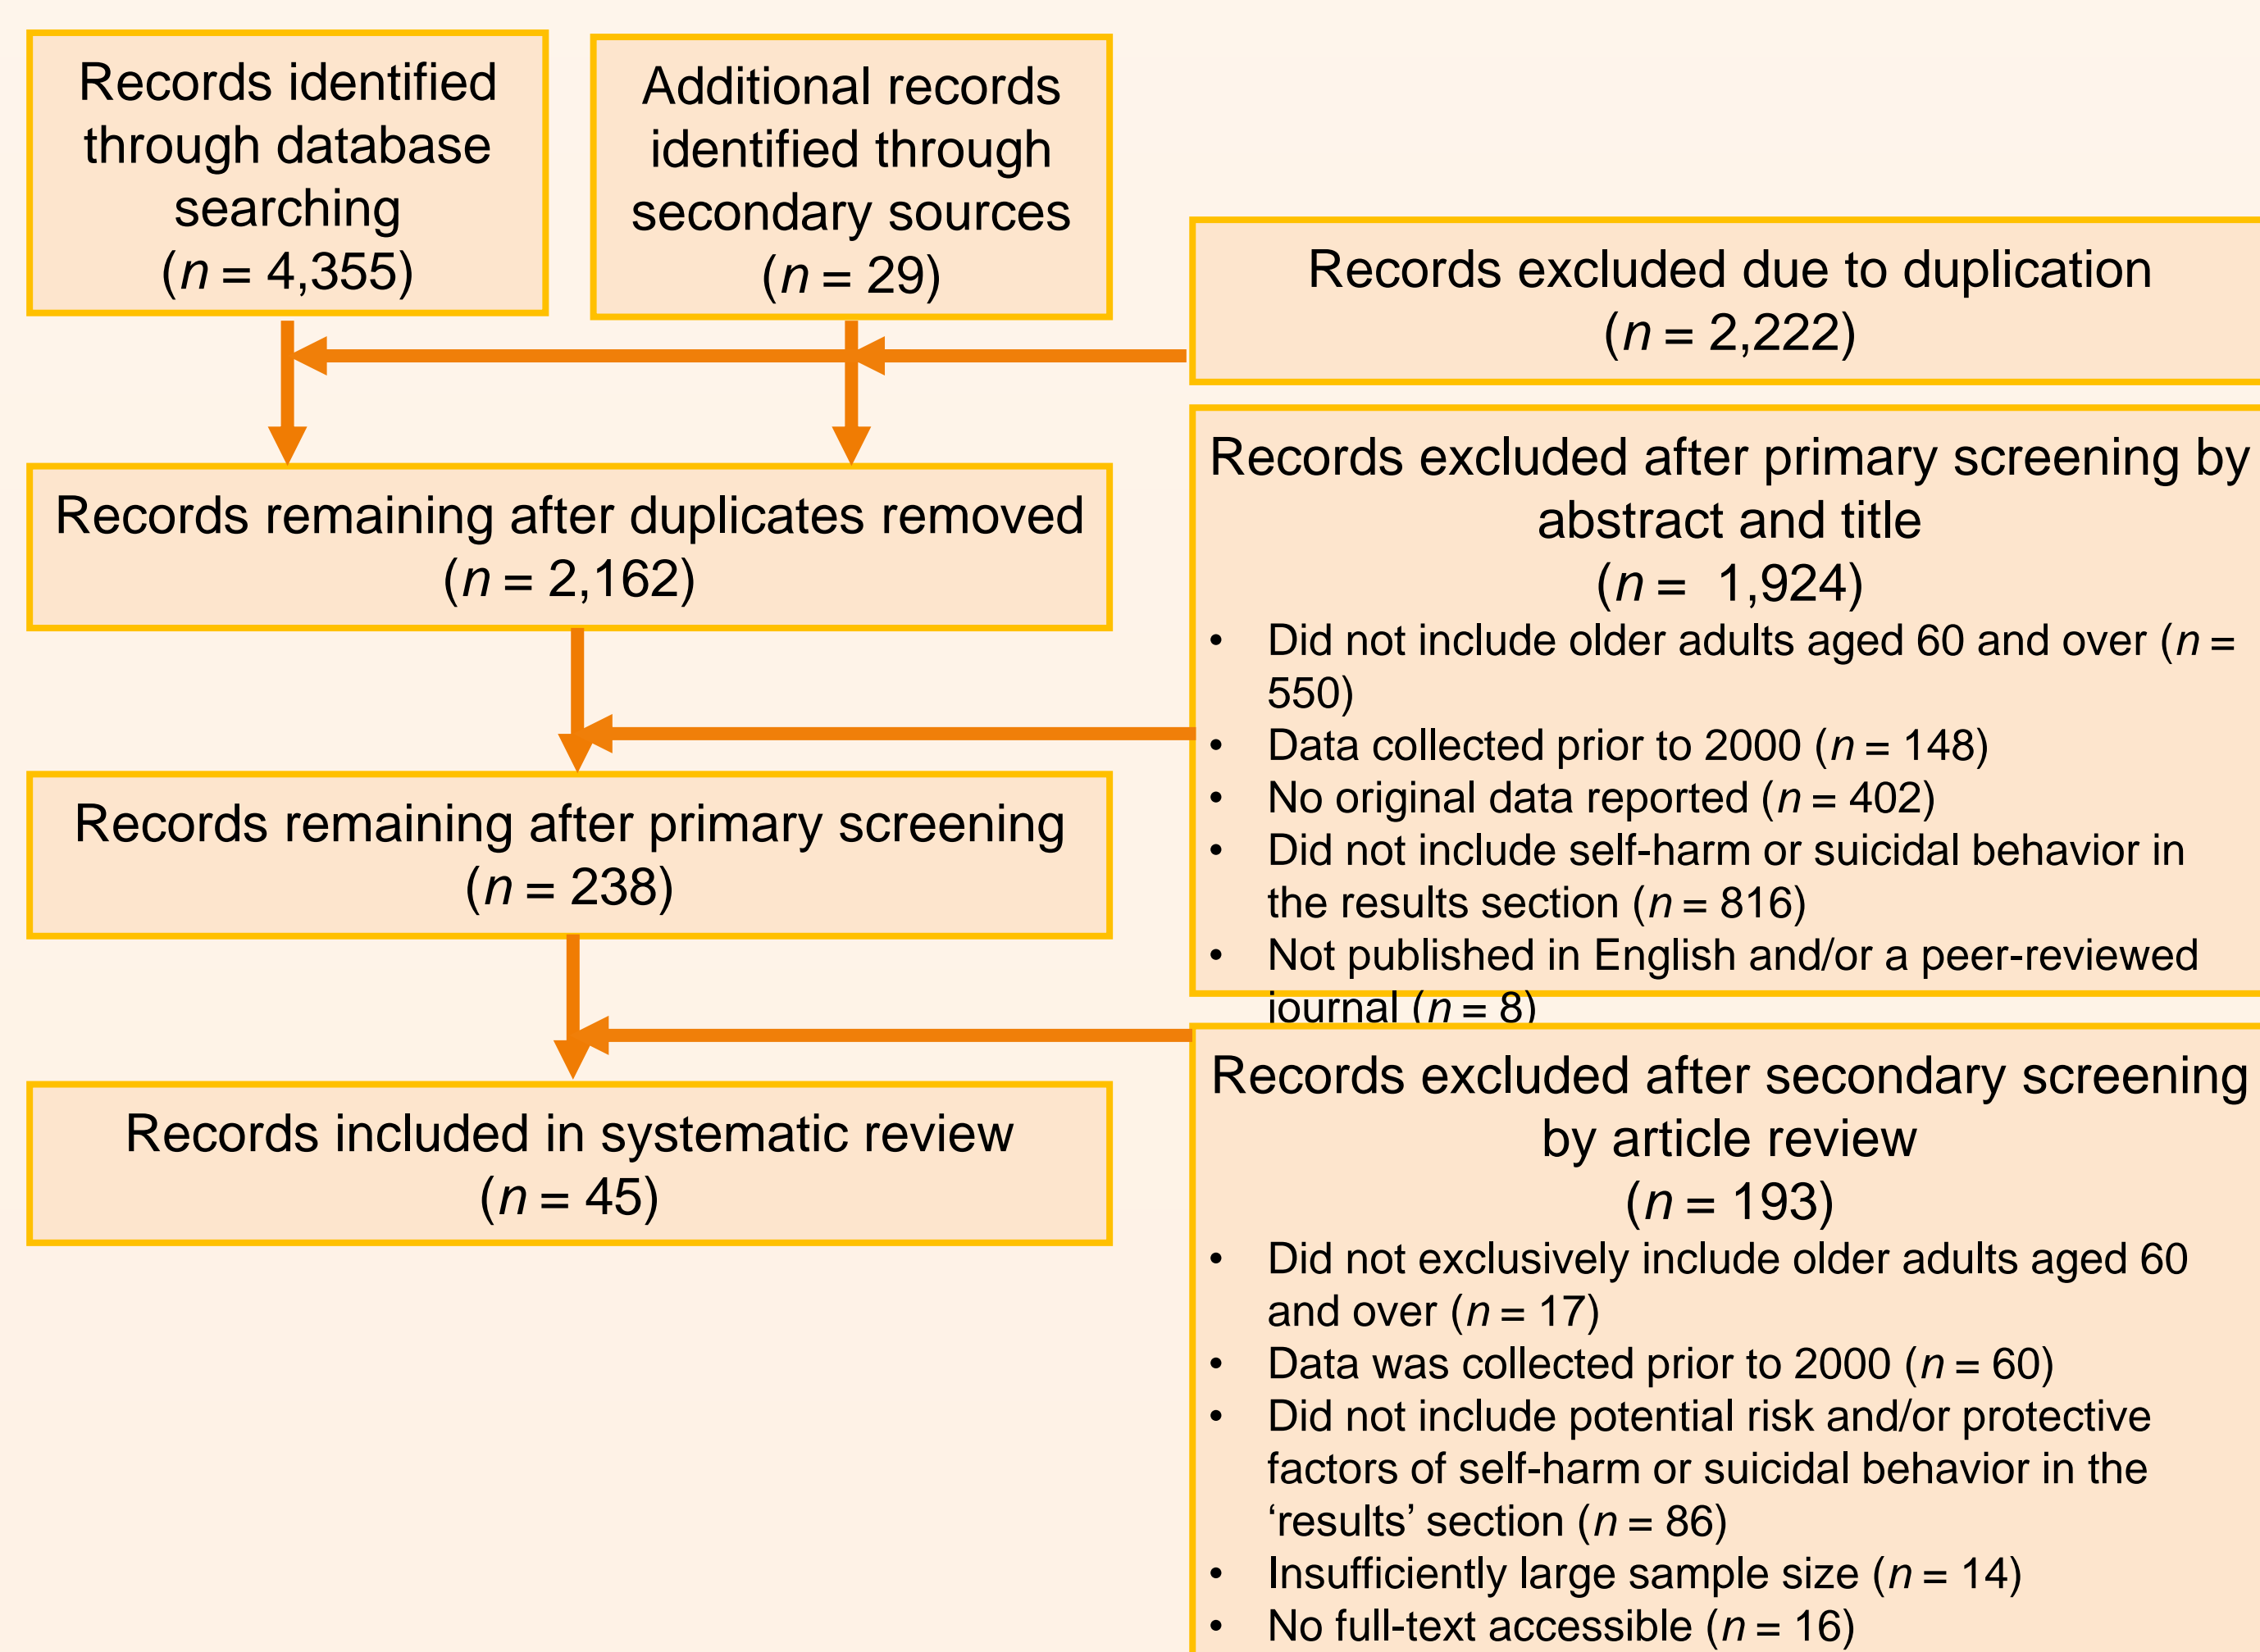 Records identified
through database
searching
(n = 4,355)
Additional records
identified through
secondary sources
(n = 29)
Records excluded due to duplication
(n = 2,222)
Records remaining after duplicates removed
(n = 2,162)
Records excluded after primary screening by
abstract and title
(n = 1,924)
• Did not include older adults aged 60 and over (n =
550)
• Data collected prior to 2000 (n = 148)
• No original data reported (n = 402)
• Did not include self-harm or suicidal behavior in
the results section (n = 816)
• Not published in English and/or a peer-reviewed
journal (n = 8)
Records remaining after primary screening
(n = 238)
Records excluded after secondary screening
by article review
(n = 193)
• Did not exclusively include older adults aged 60
and over (n = 17)
• Data was collected prior to 2000 (n = 60)
• Did not include potential risk and/or protective
factors of self-harm or suicidal behavior in the
‘results’ section (n = 86)
• Insufficiently large sample size (n = 14)
• No full-text accessible (n = 16)
Records included in systematic review
(n = 45)